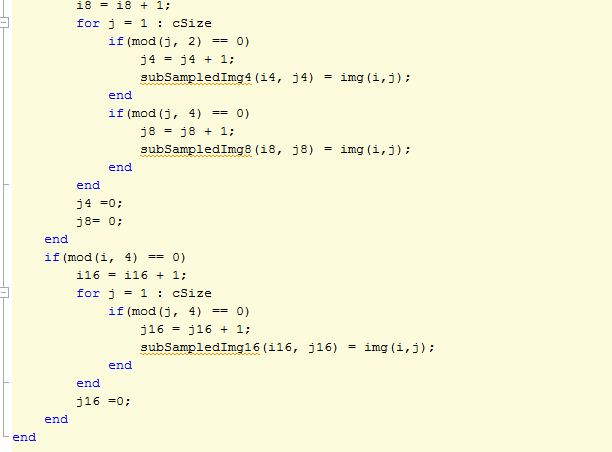 i8 = i8 + 1;
for j = 1 : cSize
if(mod(j, 2) == 0)
j4 = j4 + 1;
subSampledImg4(i4, j4) = img(i,j);
end
if(mod(j, 4) == 0)
j8 = j8 + 1;
subSampledImg8(i8, j8) = img(i,j);
end
end
j4 =0;
j8= 0;
end
if(mod(i, 4) == 0)
i16 = i16 + 1;
for j = 1 : cSize
if(mod(j, 4) == 0)
j16 = j16 + 1;
subSampledImg16(i16, j16) = img(i,j);
end
end
j16 =0;
end
end